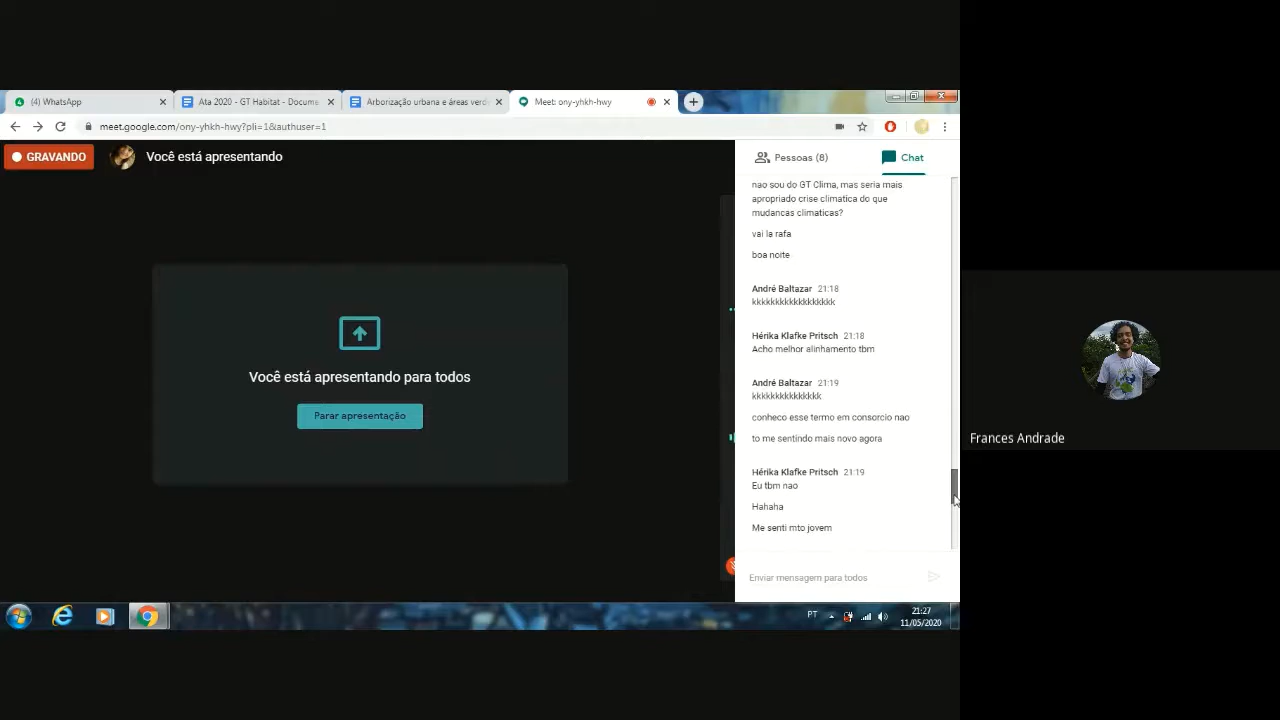 (4) WhatsApp
Ata 2020 - GT Habitat - Docume
Arborização urbana e áreas verd
Meet: ony-yhkh-hwy
meet.google.com/ony-yhkh-hwy?pli=1&authuser=1
GRAVANDO
Você está apresentando
Pessoas (8)
Chat
nao sou do GT Clima, mas seria mais
apropriado crise climatica do que
mudancas climaticas?
vai la rafa
boa noite
André Baltazar 21:18
kkkkkkkkkkkkkkkkkk
Hérika Klafke Pritsch 21:18
Acho melhor alinhamento tbm
André Baltazar 21:19
kkkkkkkkkkkkkkk
conheco esse termo em consorcio nao
to me sentindo mais novo agora
Hérika Klafke Pritsch 21:19
Eu tbm nao
Hahaha
Me senti mto jovem
Enviar mensagem para todos
Você está apresentando para todos
Parar apresentação
Frances Andrade
PT
21:27
11/05/2020